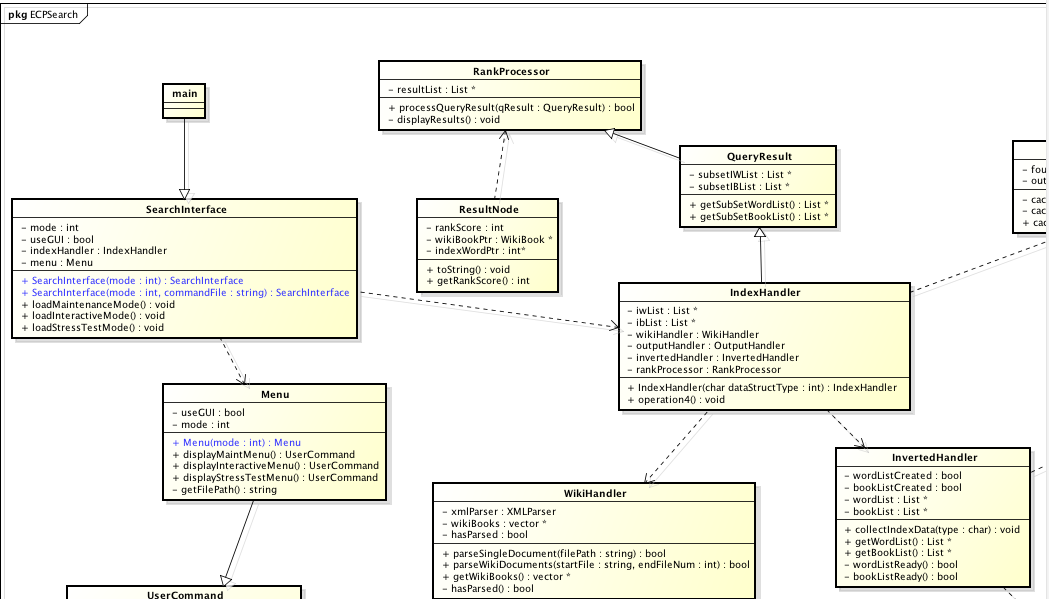 pkg ECPSearch
main
RankProcessor
– resultList : List *
+ processQueryResult(qResult : QueryResult) : bool
– displayResults() : void
QueryResult
– subsetIWList : List *
– subsetIBList : List *
+ getSubSetWordList() : List *
+ getSubSetBookList() : List *
– fou
– out
– cac
– cac
+ cac
SearchInterface
– mode : int
– useGUI : bool
– indexHandler : IndexHandler
– menu : Menu
+ SearchInterface(mode : int) : SearchInterface
+ SearchInterface(mode : int, commandFile : string) : SearchInterface
+ loadMaintenanceMode() : void
+ loadInteractiveMode() : void
+ loadStressTestMode() : void
ResultNode
– rankScore : int
– wikiBookPtr : WikiBook *
– indexWordPtr : int*
+ toString() : void
+ getRankScore() : int
IndexHandler
– iwList : List *
– ibList : List *
– wikiHandler : WikiHandler
– outputHandler : OutputHandler
– invertedHandler : InvertedHandler
– rankProcessor : RankProcessor
+ IndexHandler(char dataStructType : int) : IndexHandler
+ operation4() : void
Menu
– useGUI : bool
– mode : int
+ Menu(mode : int) : Menu
+ displayMaintMenu() : UserCommand
+ displayInteractiveMenu() : UserCommand
+ displayStressTestMenu() : UserCommand
– getFilePath() : string
InvertedHandler
– wordListCreated : bool
– bookListCreated : bool
– wordList : List *
– bookList : List *
+ collectIndexData(type : char) : void
+ getWordList() : List *
+ getBookList() : List *
– wordListReady() : bool
– bookListReady() : bool
WikiHandler
– xmlParser : XMLParser
– wikiBooks : vector *
– hasParsed : bool
+ parseSingleDocument(filePath : string) : bool
+ parseWikiDocuments(startFile : string, endFileNum : int) : bool
+ getWikiBooks() : vector *
– hasParsed() : bool
UserCommand